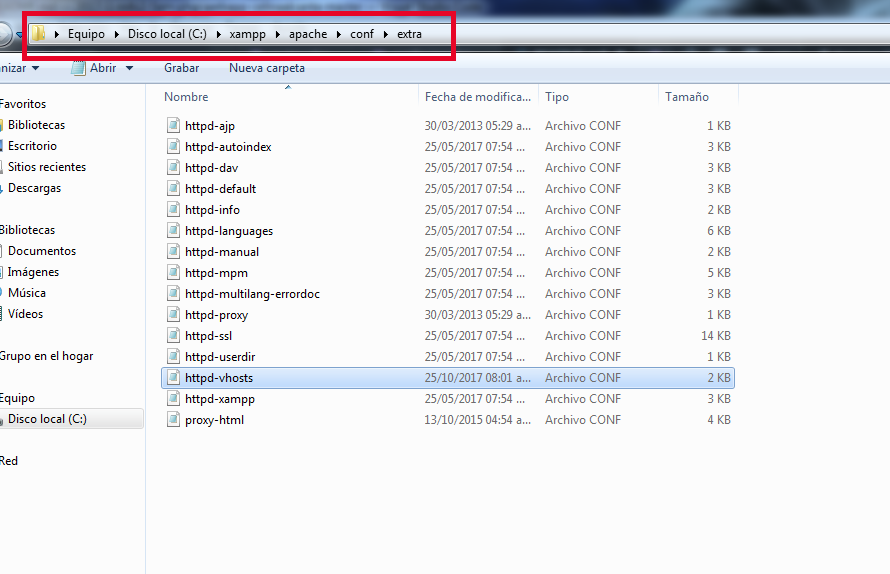 Equipo Disco local (C:) xampp apache conf extra
nizar Abrir Grabar Nueva carpeta
Nombre Fecha de modifica... Tipo Tamaño
Favoritos
Bibliotecas
Escritorio
Sitios recientes
Descargas
Bibliotecas
Documentos
Imágenes
Música
Vídeos
Grupo en el hogar
Equipo
Disco local (C:)
Red
httpd-ajp 30/03/2013 05:29 a... Archivo CONF 1 KB
httpd-autoindex 25/05/2017 07:54 ... Archivo CONF 3 KB
httpd-dav 25/05/2017 07:54 ... Archivo CONF 3 KB
httpd-default 25/05/2017 07:54 ... Archivo CONF 3 KB
httpd-info 25/05/2017 07:54 ... Archivo CONF 2 KB
httpd-languages 25/05/2017 07:54 ... Archivo CONF 6 KB
httpd-manual 25/05/2017 07:54 ... Archivo CONF 2 KB
httpd-mpm 25/05/2017 07:54 ... Archivo CONF 5 KB
httpd-multilang-errordoc 25/05/2017 07:54 ... Archivo CONF 3 KB
httpd-proxy 30/03/2013 05:29 a... Archivo CONF 1 KB
httpd-ssl 25/05/2017 07:54 ... Archivo CONF 14 KB
httpd-userdir 25/05/2017 07:54 ... Archivo CONF 1 KB
httpd-vhosts 25/10/2017 08:01 a... Archivo CONF 2 KB
httpd-xampp 25/05/2017 07:54 ... Archivo CONF 3 KB
proxy-html 13/10/2015 04:54 a... Archivo CONF 4 KB